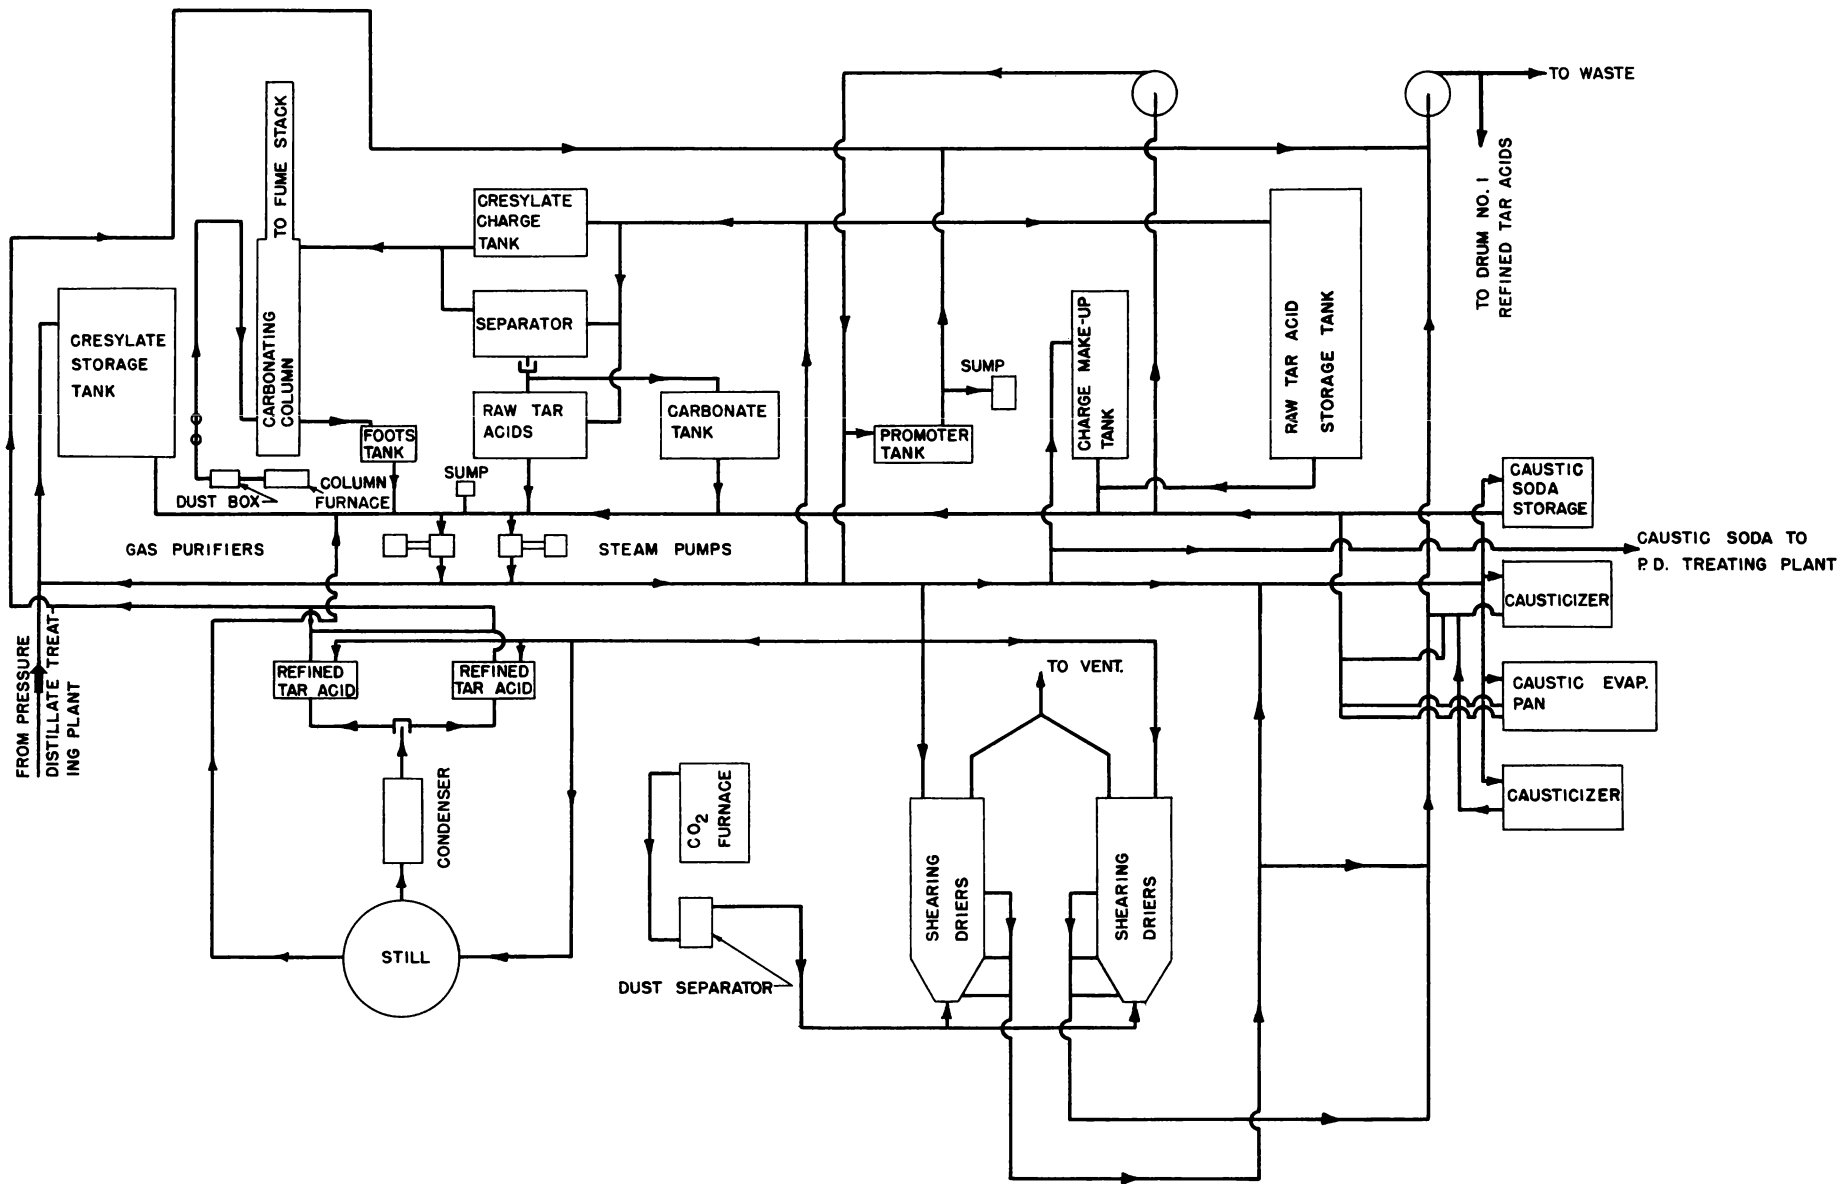 TO WASTE
TO DRUM NO. 1
REFINED TAR ACIDS
TO FUME STACK
CARBONATING
COLUMN
CRESYLATE
CHARGE
TANK
CRESYLATE
STORAGE
TANK
SEPARATOR
RAW TAR
ACIDS
CARBONATE
TANK
FOOTS
TANK
SUMP
DUST BOX
COLUMN
FURNACE
PROMOTER
TANK
SUMP
CHARGE MAKE-UP
TANK
RAW TAR ACID
STORAGE TANK
CAUSTIC
SODA
STORAGE
GAS PURIFIERS
STEAM PUMPS
CAUSTIC SODA TO
P.D. TREATING PLANT
CAUSTICIZER
CAUSTIC EVAP.
PAN
CAUSTICIZER
FROM PRESSURE
DISTILLATE TREAT-
ING PLANT
REFINED
TAR ACID
REFINED
TAR ACID
TO VENT.
CONDENSER
STILL
CO2
FURNACE
DUST SEPARATOR
SHEARING
DRIERS
SHEARING
DRIERS